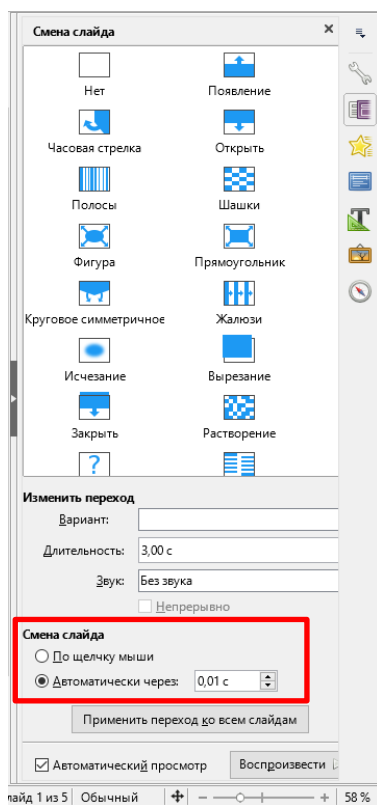 Смена слайда
Нет Появление
Часовая стрелка Открыть
Полосы Шашки
Фигура Прямоугольник
Круговое симметричное Жалюзи
Исчезание Вырезание
Закрыть Растворение
Изменить переход
Вариант:
Длительность: 3,00 с
Звук: Без звука
Непрерывно
Смена слайда
По щелчку мыши
Автоматически через: 0,01 с
Применить переход ко всем слайдам
Автоматический просмотр Воспроизвести
лайд 1 из 5 Обычный 58 %